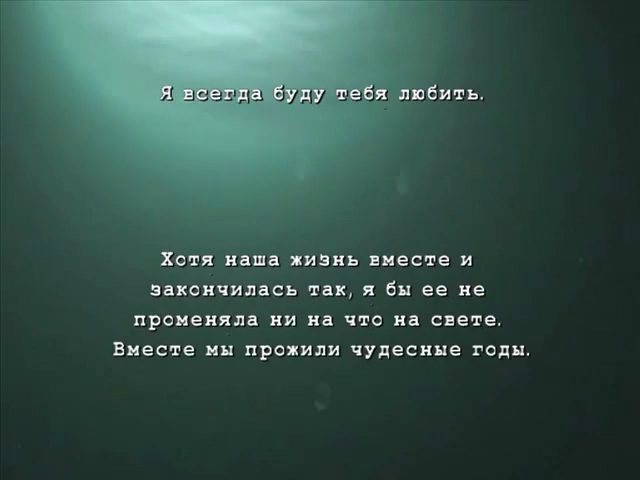 Я всегда буду тебя любить.
Хотя наша жизнь вместе и
закончилась так, я бы ее не
променяла ни на что на свете.
Вместе мы прожили чудесные годы.